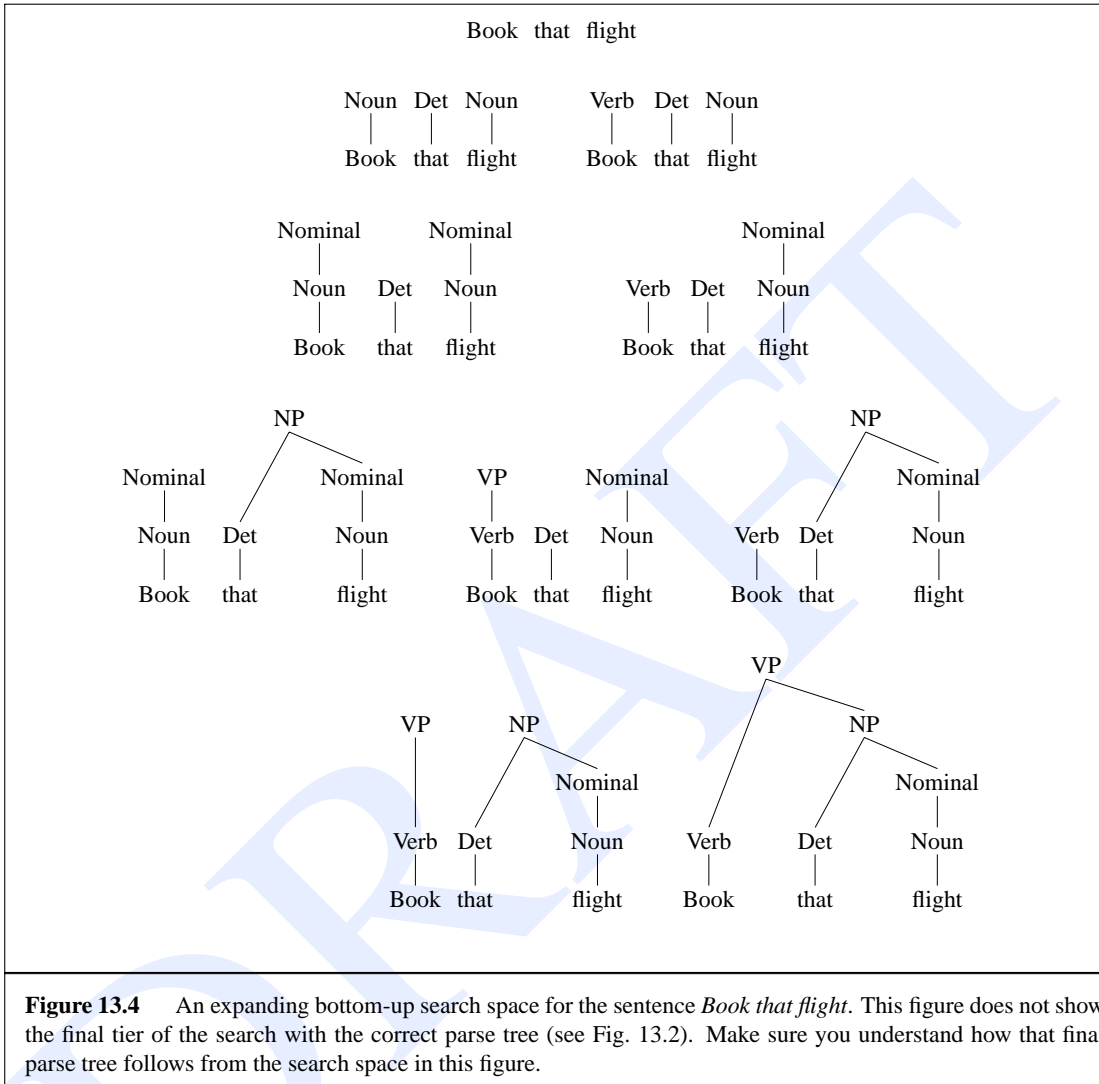 Book that flight
Noun Det Noun Verb Det Noun
Book that flight Book that flight
Nominal Nominal Nominal
Noun Det Noun Verb Det Noun
Book that flight Book that flight
NP NP
Nominal Nominal VP Nominal Nominal
Noun Det Noun Verb Det Noun Verb Det Noun
Book that flight Book that flight Book that flight
VP
VP NP NP
Nominal Nominal
Verb Det Noun Verb Det Noun
Book that flight Book that flight
Figure 13.4 An expanding bottom-up search space for the sentence Book that flight. This figure does not show
the final tier of the search with the correct parse tree (see Fig. 13.2). Make sure you understand how that final
parse tree follows from the search space in this figure.
DRAFT